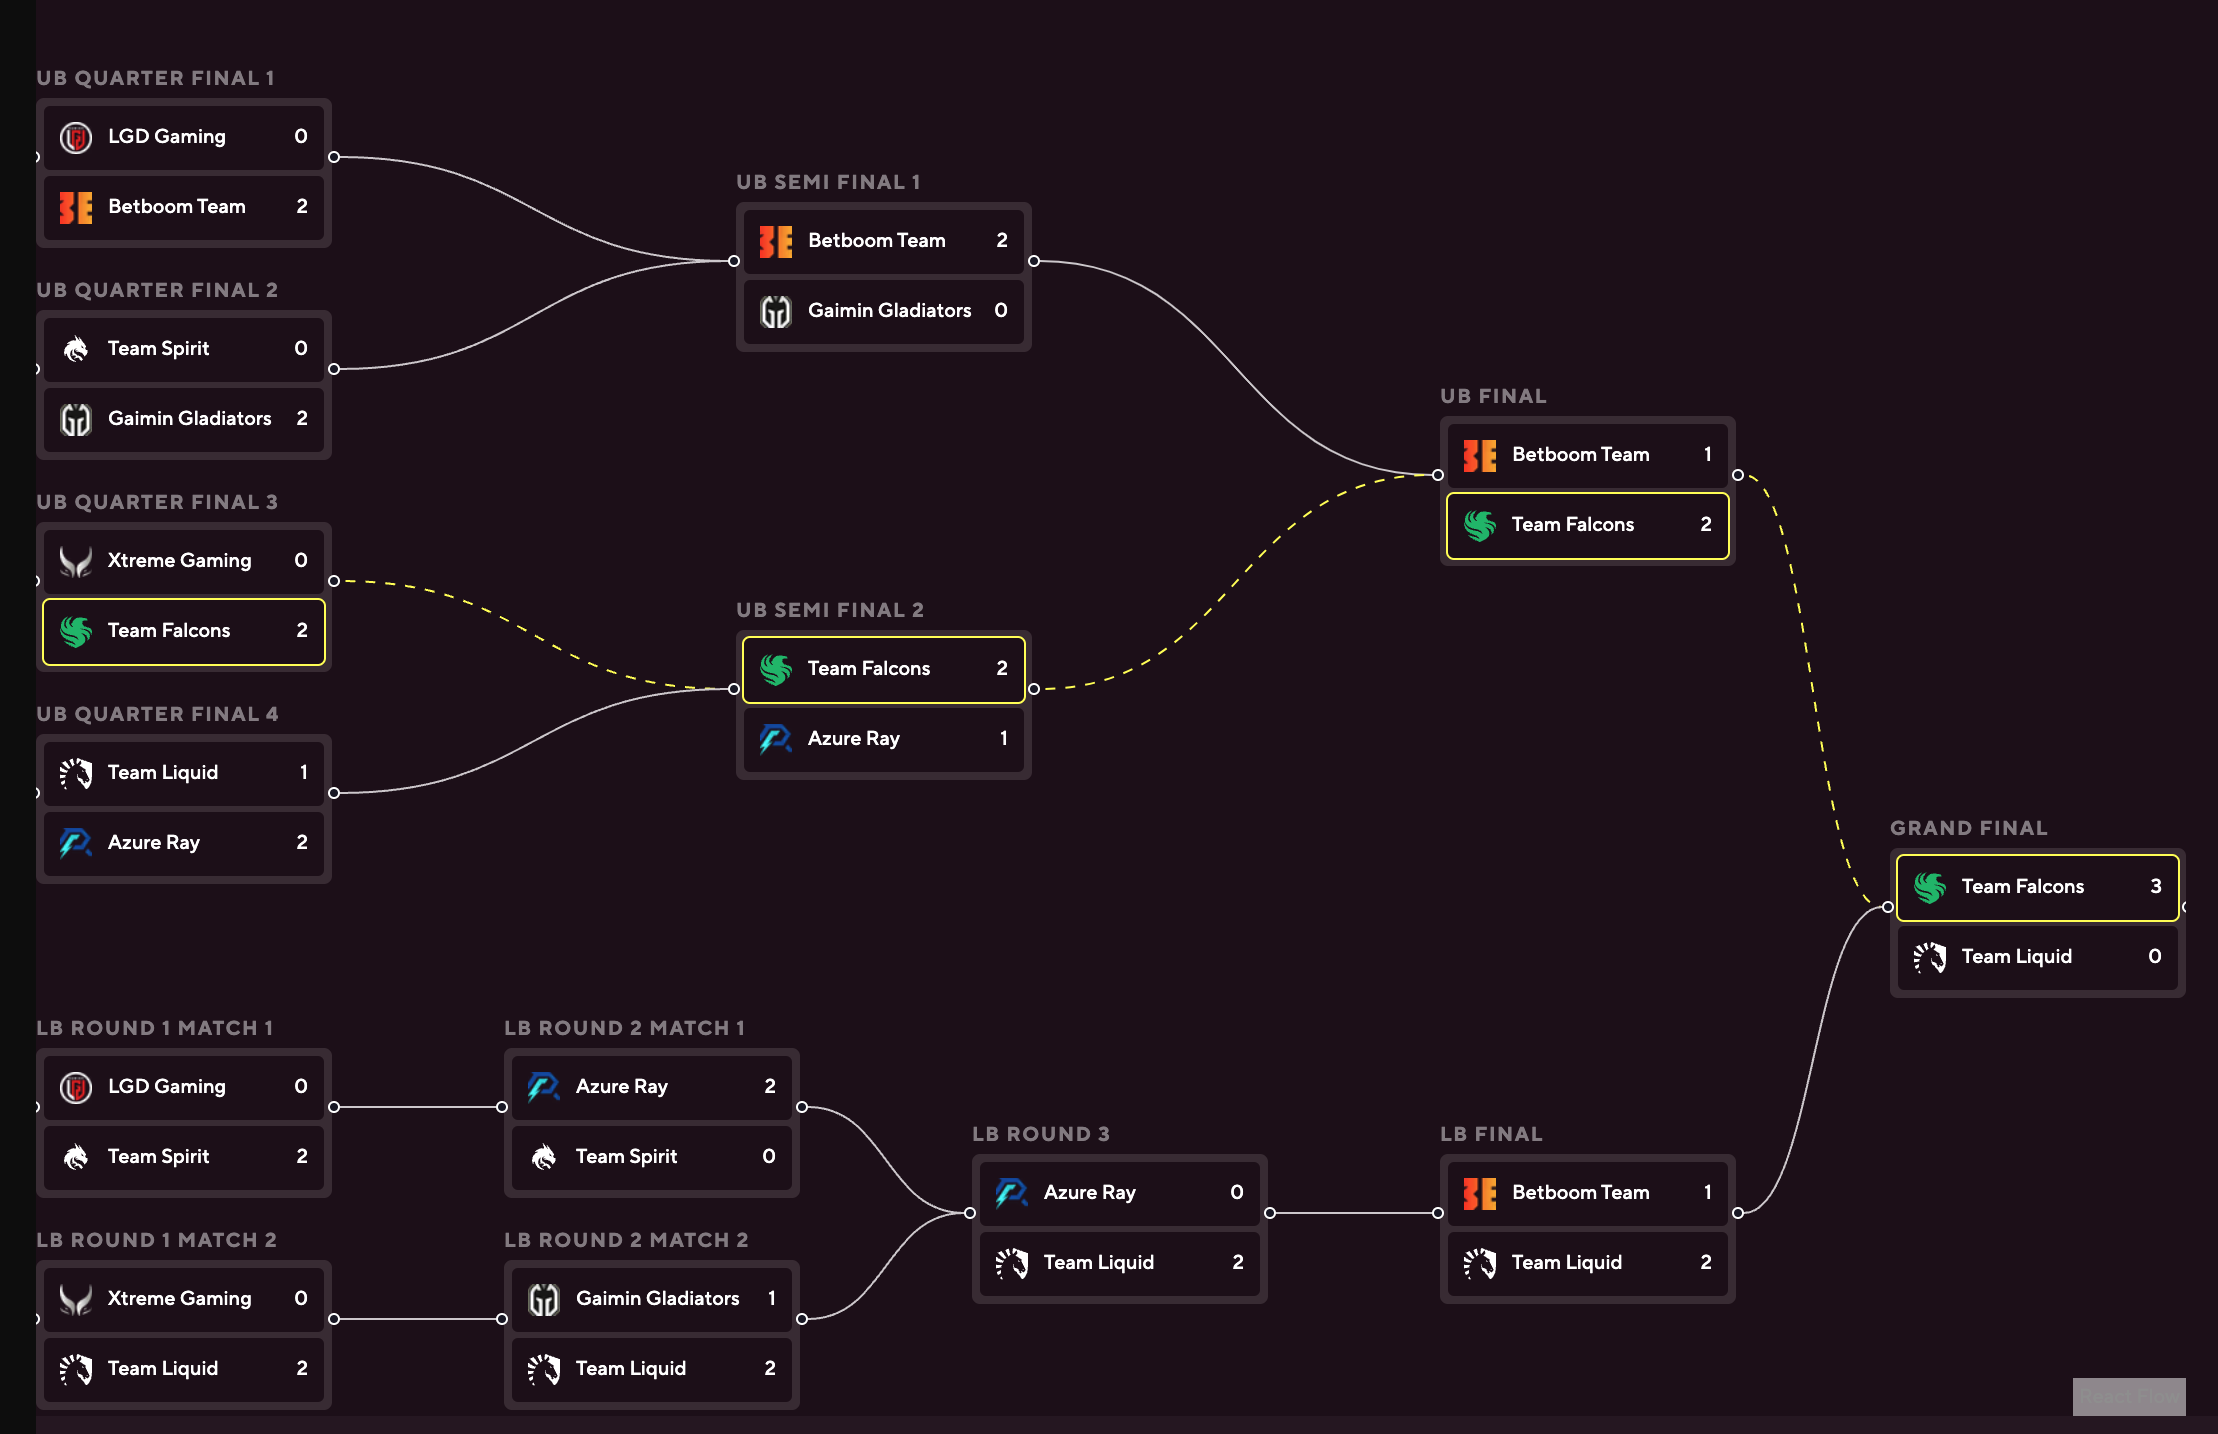 UB QUARTER FINAL 1
LGD Gaming 0
Betboom Team 2
UB QUARTER FINAL 2
Team Spirit 0
Gaimin Gladiators 2
UB QUARTER FINAL 3
Xtreme Gaming 0
Team Falcons 2
UB QUARTER FINAL 4
Team Liquid 1
Azure Ray 2
UB SEMI FINAL 1
Betboom Team 2
Gaimin Gladiators 0
UB SEMI FINAL 2
Team Falcons 2
Azure Ray 1
UB FINAL
Betboom Team 1
Team Falcons 2
GRAND FINAL
Team Falcons 3
Team Liquid 0
LB ROUND 1 MATCH 1
LGD Gaming 0
Team Spirit 2
LB ROUND 1 MATCH 2
Xtreme Gaming 0
Team Liquid 2
LB ROUND 2 MATCH 1
Azure Ray 2
Team Spirit 0
LB ROUND 2 MATCH 2
Gaimin Gladiators 1
Team Liquid 2
LB ROUND 3
Azure Ray 0
Team Liquid 2
LB FINAL
Betboom Team 1
Team Liquid 2
React Flow